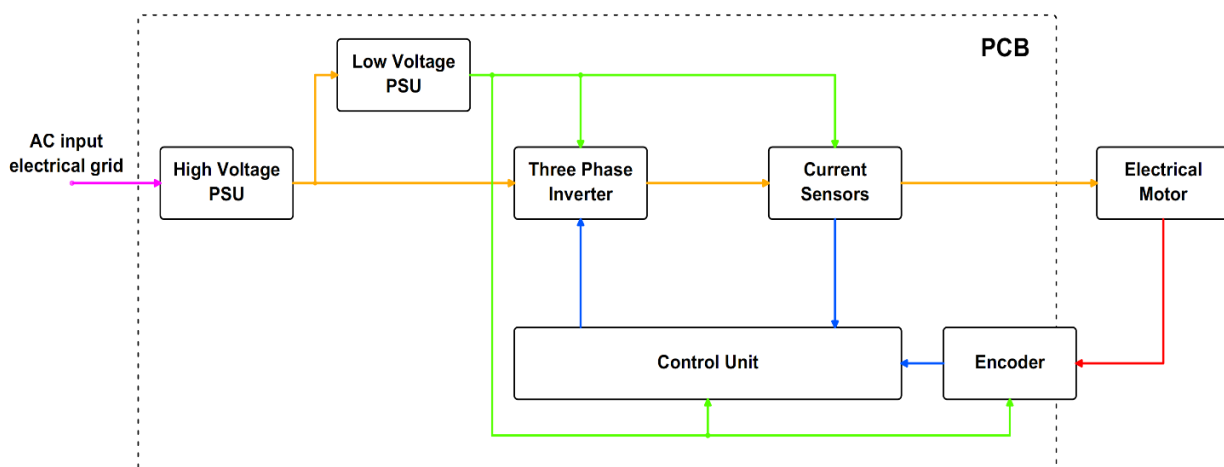 PCB
Low Voltage
PSU
AC input
electrical grid
High Voltage
PSU
Three Phase
Inverter
Current
Sensors
Electrical
Motor
Control Unit
Encoder